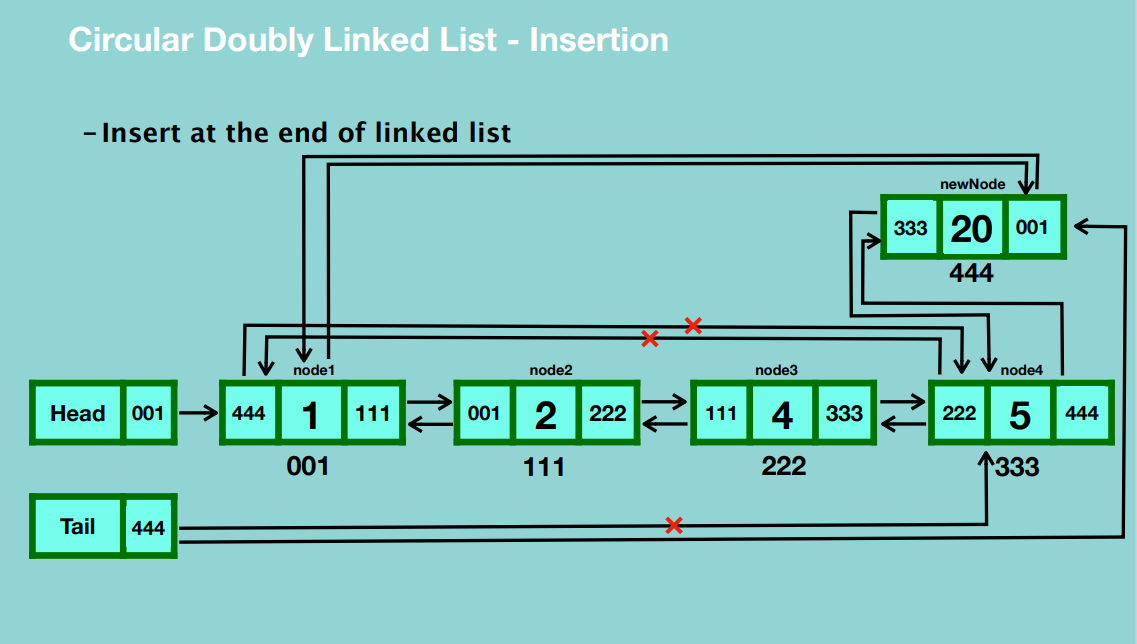 Circular Doubly Linked List - Insertion
–Insert at the end of linked list
newNode
333 20 001
444
node1 node2 node3 node4
Head 001 444 1 111 001 2 222 111 4 333 222 5 444
001 111 222 333
Tail 444